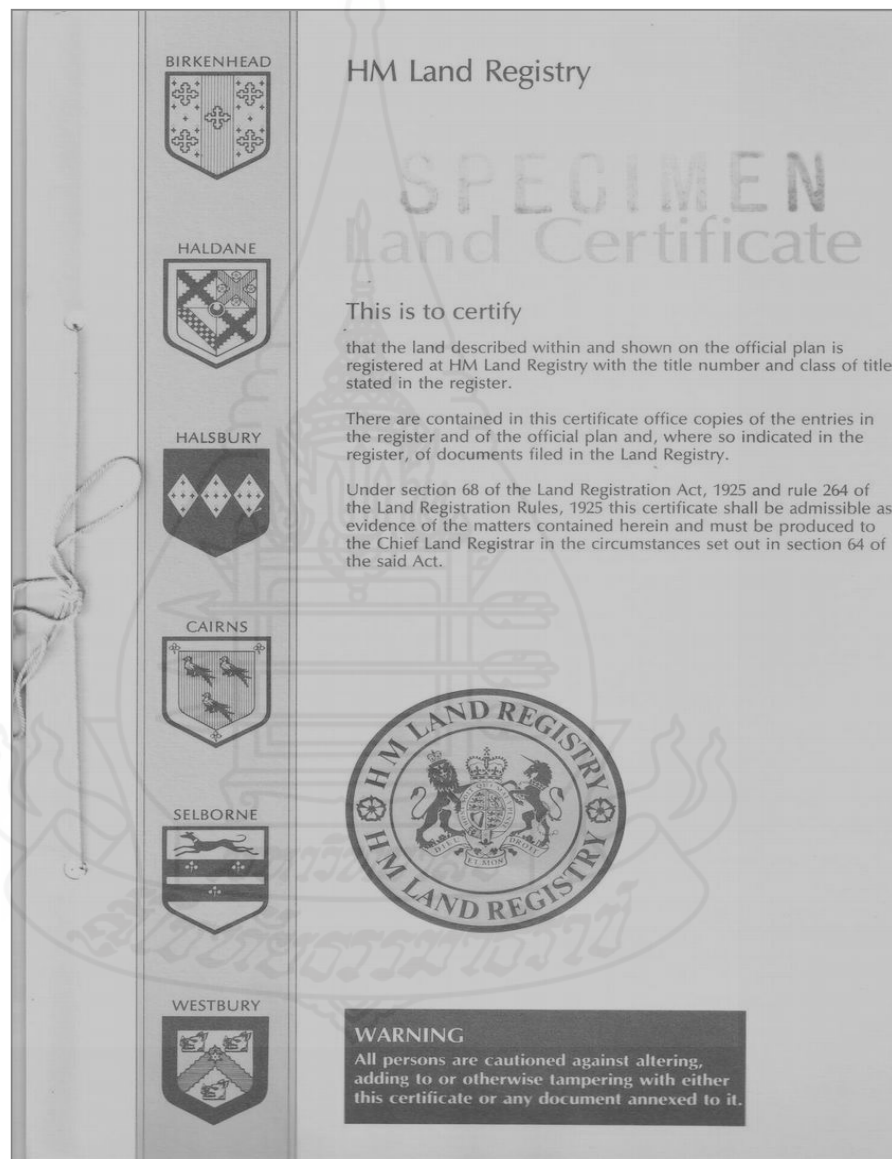 BIRKENHEAD
HALDANE
HALSBURY
CAIRNS
SELBORNE
WESTBURY
HM Land Registry
SPECIMEN
Land Certificate
This is to certify
that the land described within and shown on the official plan is
registered at HM Land Registry with the title number and class of title
stated in the register.
There are contained in this certificate office copies of the entries in
the register and of the official plan and, where so indicated in the
register, of documents filed in the Land Registry.
Under section 68 of the Land Registration Act, 1925 and rule 264 of
the Land Registration Rules, 1925 this certificate shall be admissible as
evidence of the matters contained herein and must be produced to
the Chief Land Registrar in the circumstances set out in section 64 of
the said Act.
HM LAND REGISTRY
DIEU ET MON DROIT
HM LAND REGISTRY
WARNING
All persons are cautioned against altering,
adding to or otherwise tampering with either
this certificate or any document annexed to it.